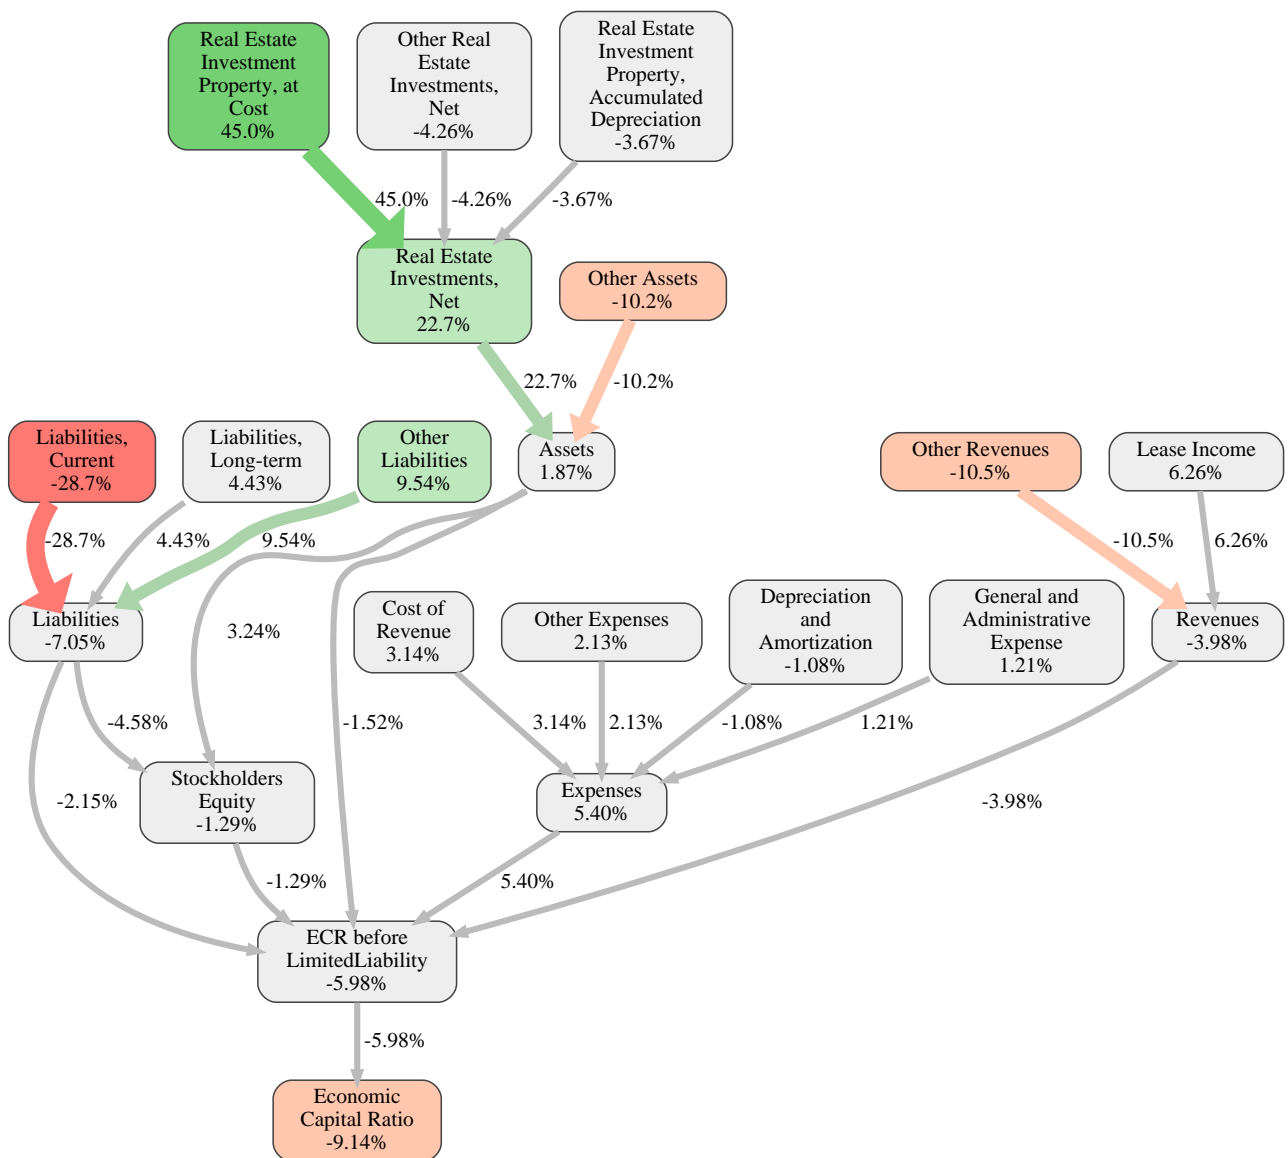 Real Estate
Investment
Property, at
Cost
45.0%
Other Real
Estate
Investments,
Net
-4.26%
Real Estate
Investment
Property,
Accumulated
Depreciation
-3.67%
45.0%
-4.26%
-3.67%
Real Estate
Investments,
Net
22.7%
Other Assets
-10.2%
22.7%
-10.2%
Liabilities,
Current
-28.7%
Liabilities,
Long-term
4.43%
Other
Liabilities
9.54%
Assets
1.87%
Other Revenues
-10.5%
Lease Income
6.26%
-28.7%
4.43%
9.54%
-10.5%
6.26%
Liabilities
-7.05%
3.24%
Cost of
Revenue
3.14%
Other Expenses
2.13%
Depreciation
and
Amortization
-1.08%
General and
Administrative
Expense
1.21%
Revenues
-3.98%
-4.58%
-1.52%
3.14%
2.13%
-1.08%
1.21%
-2.15%
Stockholders
Equity
-1.29%
Expenses
5.40%
-3.98%
-1.29%
5.40%
ECR before
LimitedLiability
-5.98%
-5.98%
Economic
Capital Ratio
-9.14%